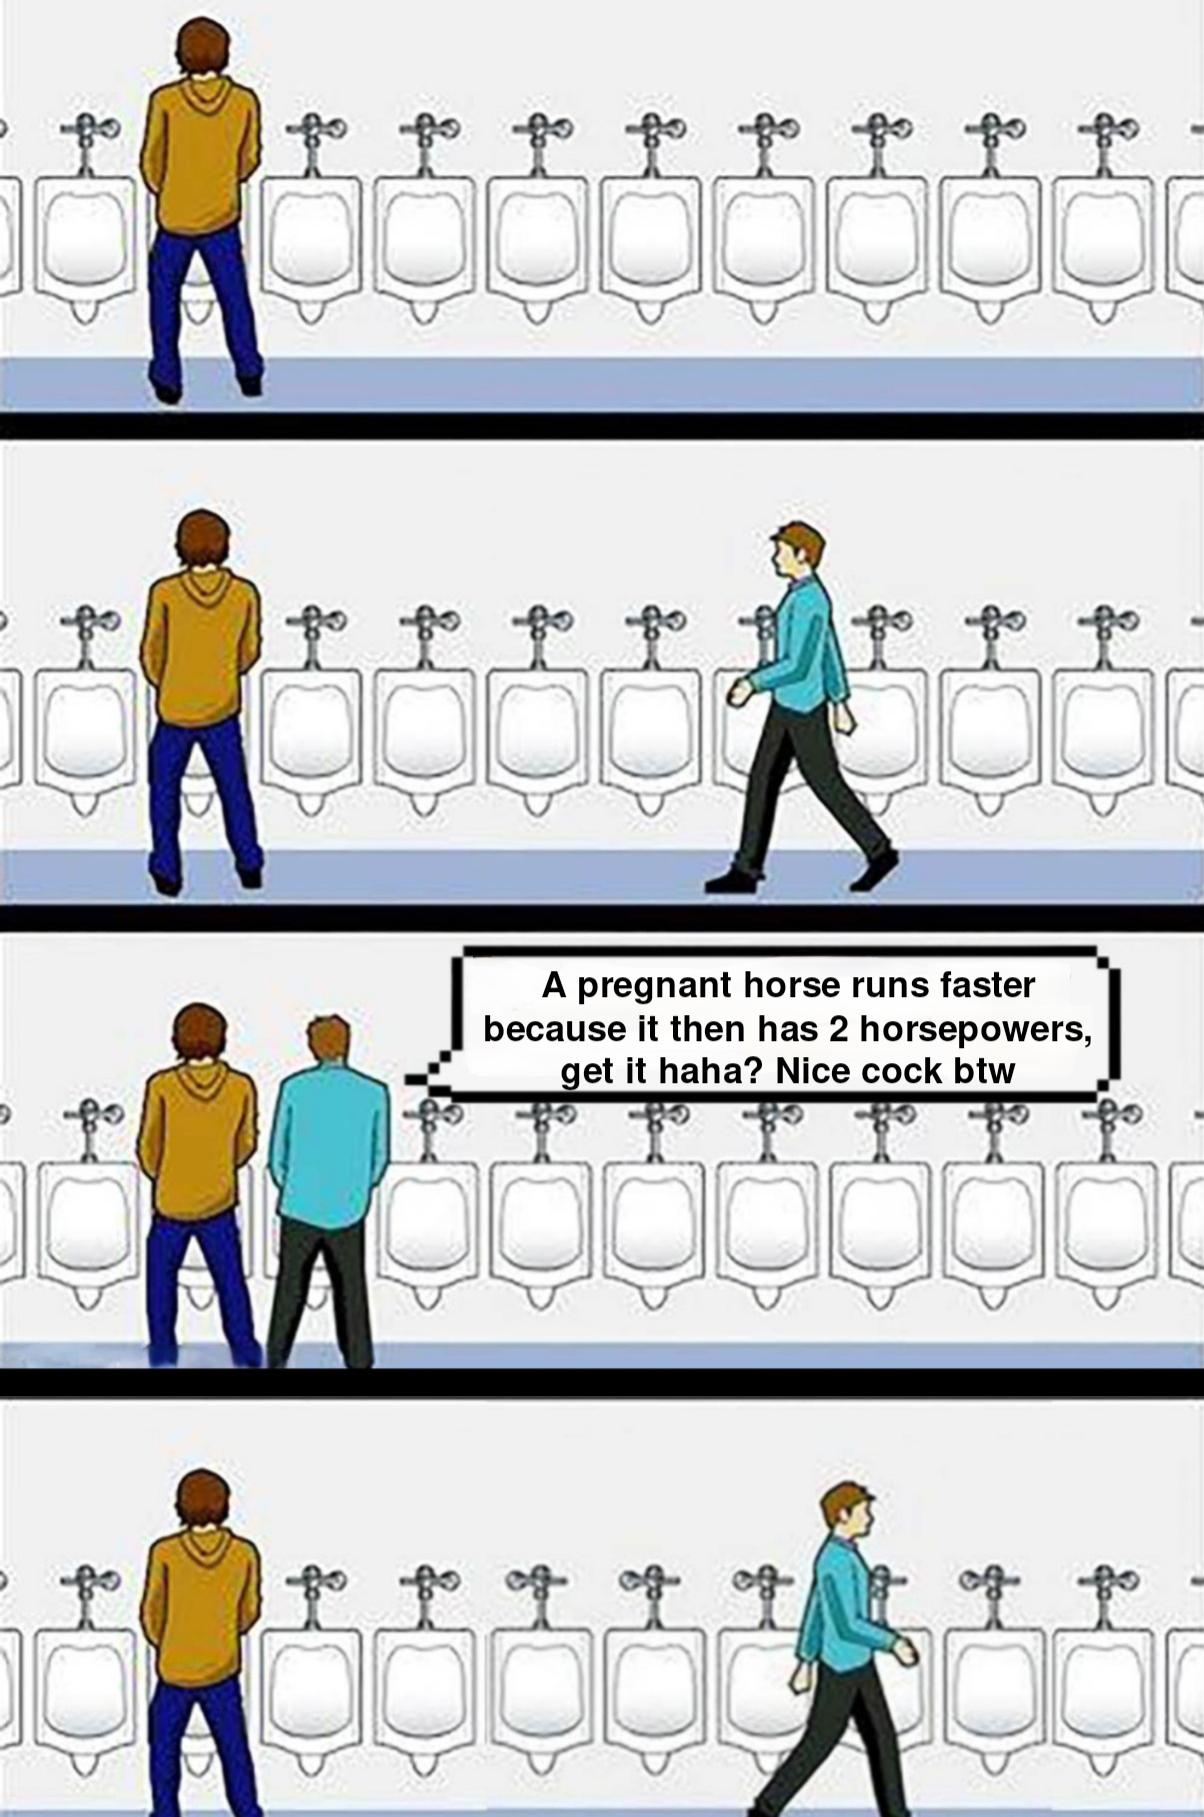 A pregnant horse runs faster
because it then has 2 horsepowers,
get it haha? Nice cock btw